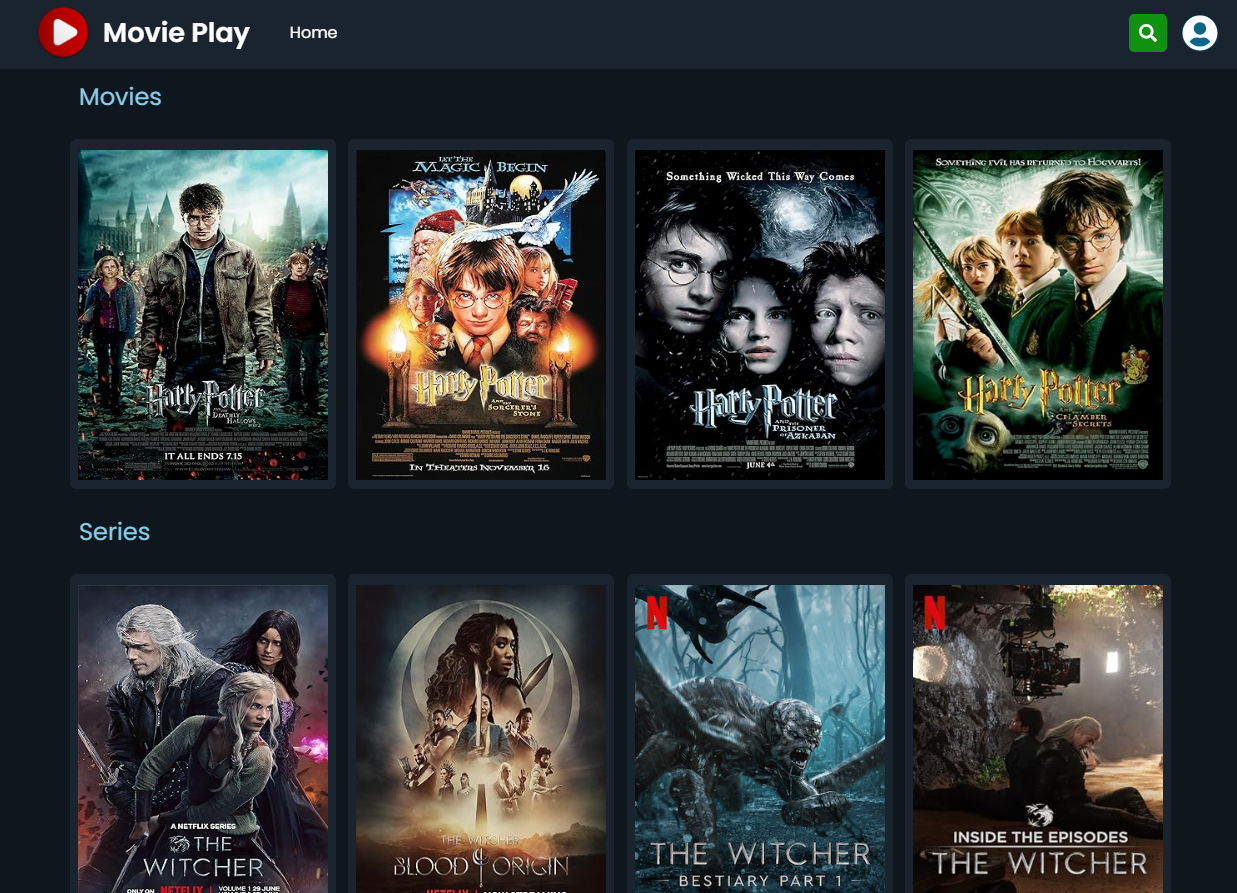 Movie Play
Home
Movies
IT ALL ENDS 7.15
Harry Potter
AND THE
DEATHLY
HALLOWS
LET THE
MAGIC BEGIN
Harry Potter
AND THE
SORCERER'S
STONE
IN THEATERS NOVEMBER 16
Something Wicked This Way Comes
Harry Potter
AND THE
PRISONER
OF AZKABAN
JUNE 4th
SOMETHING EVIL HAS RETURNED TO HOGWARTS!
Harry Potter
AND THE
CHAMBER
OF SECRETS
Series
A NETFLIX SERIES
THE
WITCHER
ONLY ON NETFLIX | VOLUME 1 29 JUNE
THE WITCHER
BLOOD ORIGIN
NETFLIX
N
THE WITCHER
- BESTIARY PART 1 -
N
INSIDE THE EPISODES
THE WITCHER